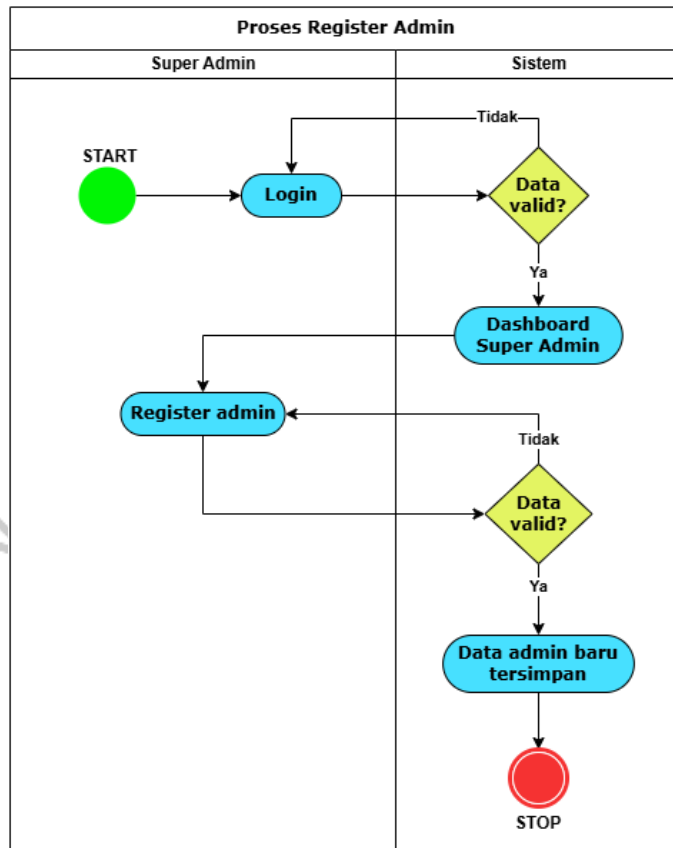 Proses Register Admin
Super Admin
Sistem
Tidak
START
Login
Data
valid?
Ya
Dashboard
Super Admin
Register admin
Tidak
Data
valid?
Ya
Data admin baru
tersimpan
STOP